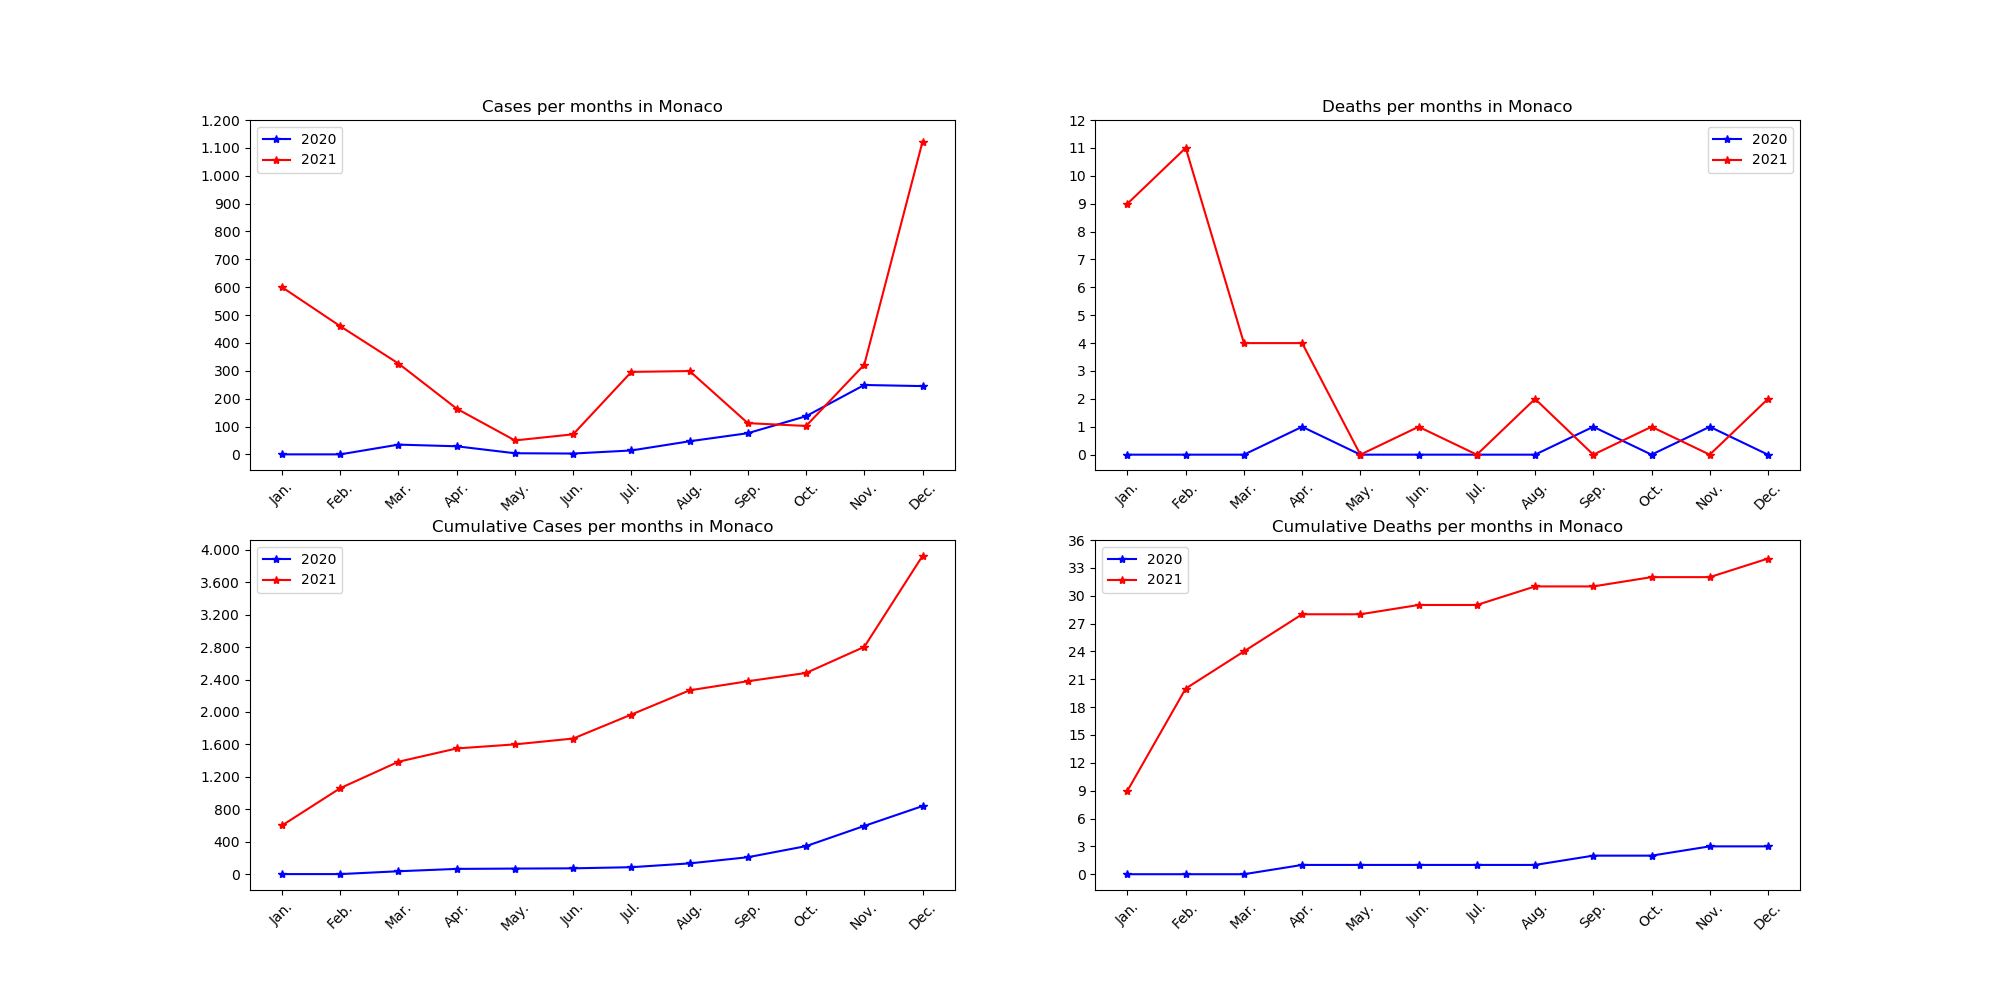 Cases per months in Monaco
1.200
1.100
1.000
900
800
700
600
500
400
300
200
100
0
2020
2021
Jan.
Feb.
Mar.
Apr.
May.
Jun.
Jul.
Aug.
Sep.
Oct.
Nov.
Dec.
Deaths per months in Monaco
12
11
10
9
8
7
6
5
4
3
2
1
0
2020
2021
Jan.
Feb.
Mar.
Apr.
May.
Jun.
Jul.
Aug.
Sep.
Oct.
Nov.
Dec.
Cumulative Cases per months in Monaco
4.000
3.600
3.200
2.800
2.400
2.000
1.600
1.200
800
400
0
2020
2021
Jan.
Feb.
Mar.
Apr.
May.
Jun.
Jul.
Aug.
Sep.
Oct.
Nov.
Dec.
Cumulative Deaths per months in Monaco
36
33
30
27
24
21
18
15
12
9
6
3
0
2020
2021
Jan.
Feb.
Mar.
Apr.
May.
Jun.
Jul.
Aug.
Sep.
Oct.
Nov.
Dec.